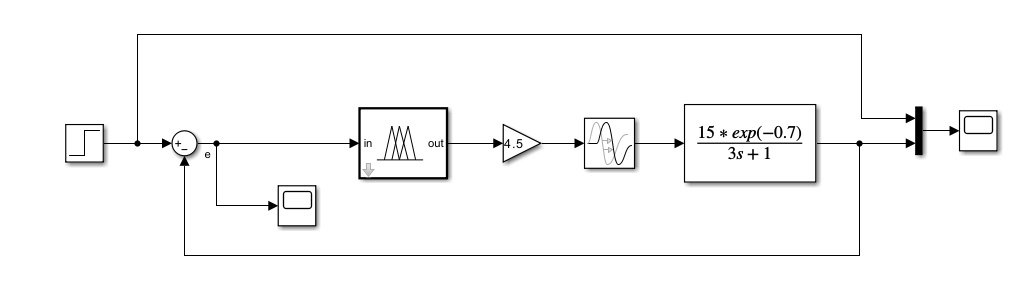 +
−
e
in
out
4.5
15 * exp(−0.7)
3s + 1